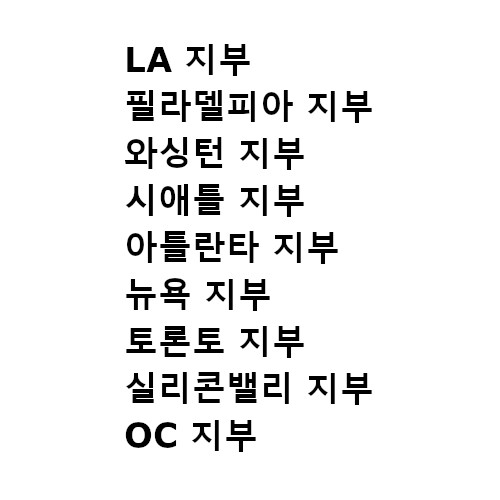 LA 지부
필라델피아 지부
와싱턴 지부
시애틀 지부
아틀란타 지부
뉴욕 지부
토론토 지부
실리콘밸리 지부
OC 지부